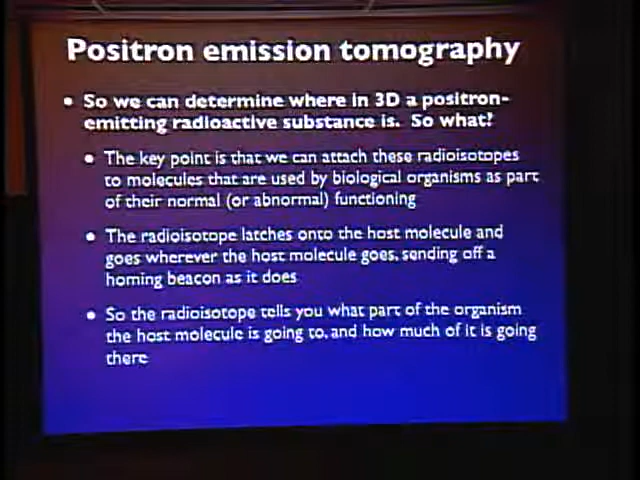 Positron emission tomography
• So we can determine where in 3D a positron-
emitting radioactive substance is. So what?
• The key point is that we can attach these radioisotopes
to molecules that are used by biological organisms as part
of their normal (or abnormal) functioning
• The radioisotope latches onto the host molecule and
goes wherever the host molecule goes, sending off a
homing beacon as it does
• So the radioisotope tells you what part of the organism
the host molecule is going to, and how much of it is going
there